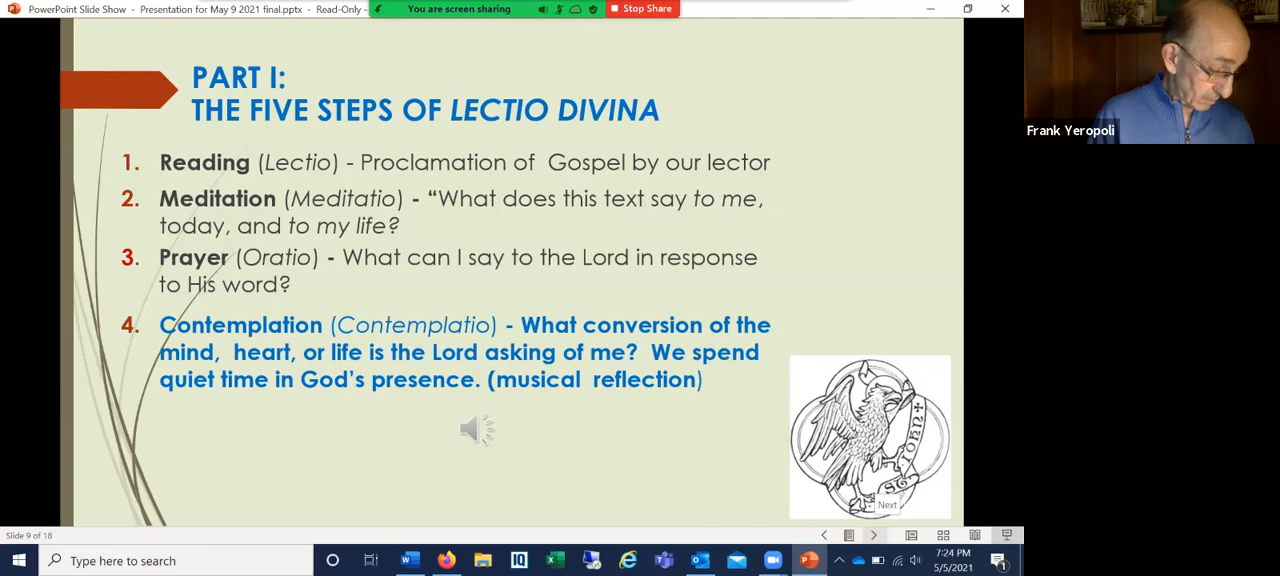 PowerPoint Slide Show - Presentation for May 9 2021 final.pptx - Read-Only -
You are screen sharing
Stop Share
PART I:
THE FIVE STEPS OF LECTIO DIVINA
1. Reading (Lectio) - Proclamation of Gospel by our lector
2. Meditation (Meditatio) - “What does this text say to me,
today, and to my life?
3. Prayer (Oratio) - What can I say to the Lord in response
to His word?
4. Contemplation (Contemplatio) - What conversion of the
mind, heart, or life is the Lord asking of me? We spend
quiet time in God’s presence. (musical reflection)
Next
Frank Yeropoli
Slide 9 of 18
Type here to search
7:24 PM
5/5/2021
1